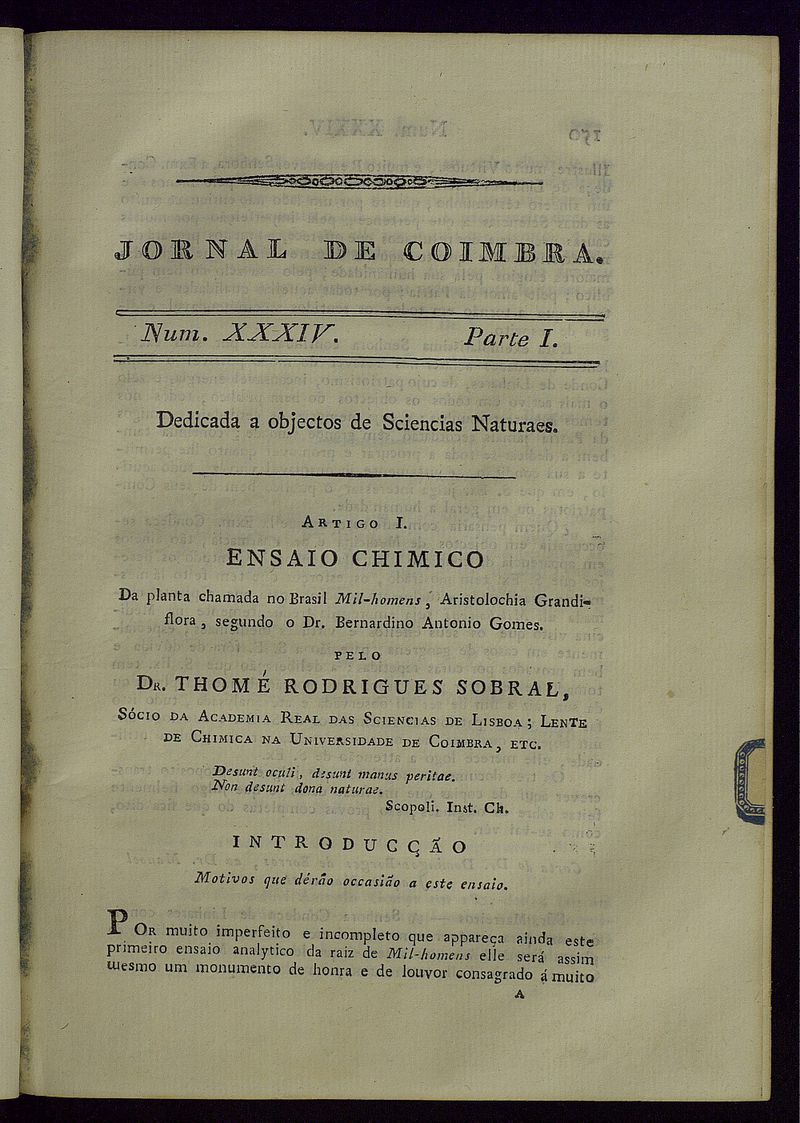 JORNAL DE COIMBRA.
Num. XXXIV. Parte I.
Dedicada a objectos de Sciencias Naturaes.
ARTIGO I.
ENSAIO CHIMICO
Da planta chamada no Brasil Mil-homens, Aristolochia Grandi-
flora, segundo o Dr. Bernardino Antonio Gomes.
PELO
DR. THOMÉ RODRIGUES SOBRAL,
SÓCIO DA ACADEMIA REAL DAS SCIENCIAS DE LISBOA; LENTE
DE CHIMICA NA UNIVERSIDADE DE COIMBRA, ETC.
Desunt oculi, desunt manus peritae.
Non desunt dona naturae.
Scopoli. Inst. Ch.
INTRODUCÇÃO
Motivos que dérão occasião a este ensaio.
POR muito imperfeito e incompleto que appareça ainda este
primeiro ensaio analytico da raiz de Mil-homens elle será assim
mesmo um monumento de honra e de louvor consagrado á muito
A